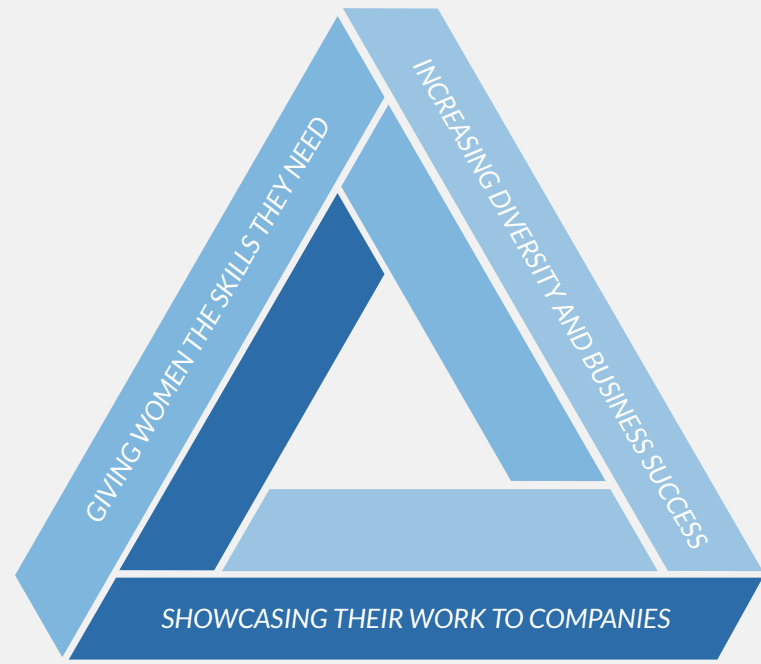 GIVING WOMEN THE SKILLS THEY NEED
INCREASING DIVERSITY AND BUSINESS SUCCESS
SHOWCASING THEIR WORK TO COMPANIES